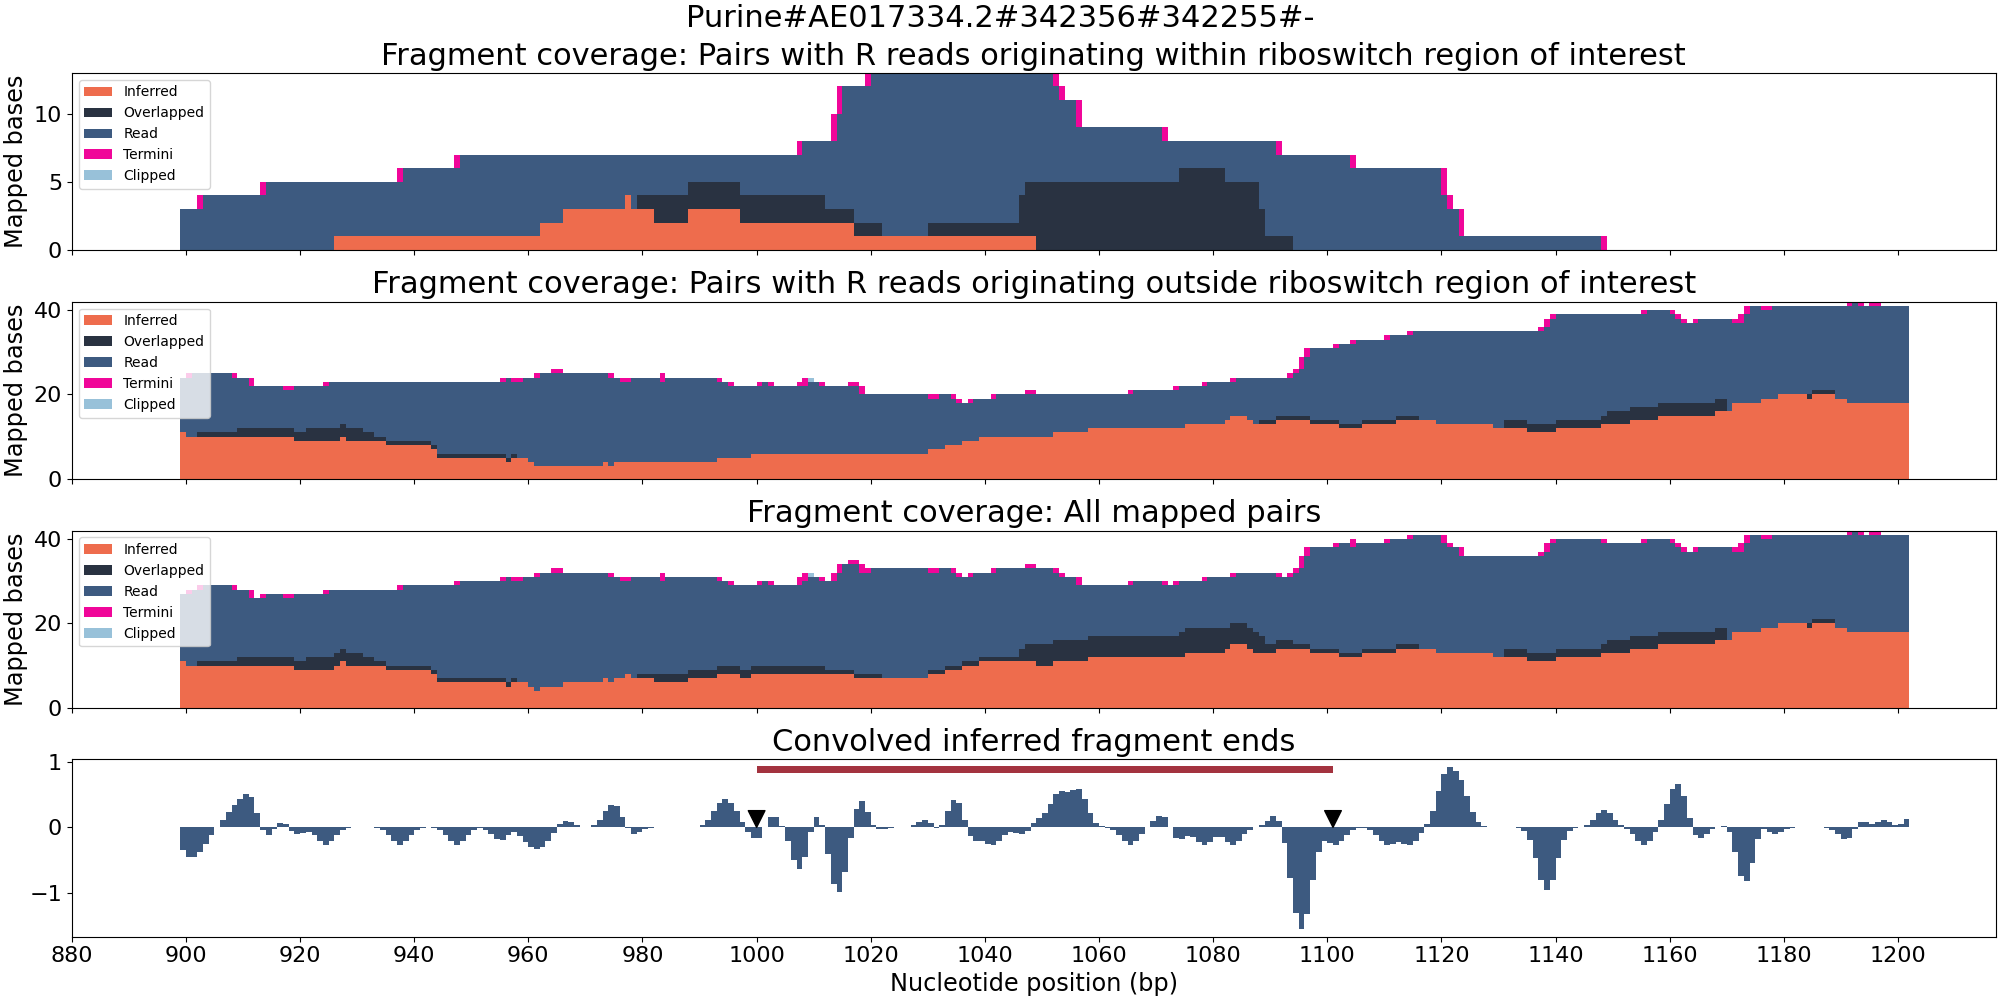 Purine#AE017334.2#342356#342255#-
Fragment coverage: Pairs with R reads originating within riboswitch region of interest
Mapped bases
10
5
0
Inferred
Overlapped
Read
Termini
Clipped
Fragment coverage: Pairs with R reads originating outside riboswitch region of interest
Mapped bases
40
20
0
Inferred
Overlapped
Read
Termini
Clipped
Fragment coverage: All mapped pairs
Mapped bases
40
20
0
Inferred
Overlapped
Read
Termini
Clipped
Convolved inferred fragment ends
1
0
−1
880 900 920 940 960 980 1000 1020 1040 1060 1080 1100 1120 1140 1160 1180 1200
Nucleotide position (bp)